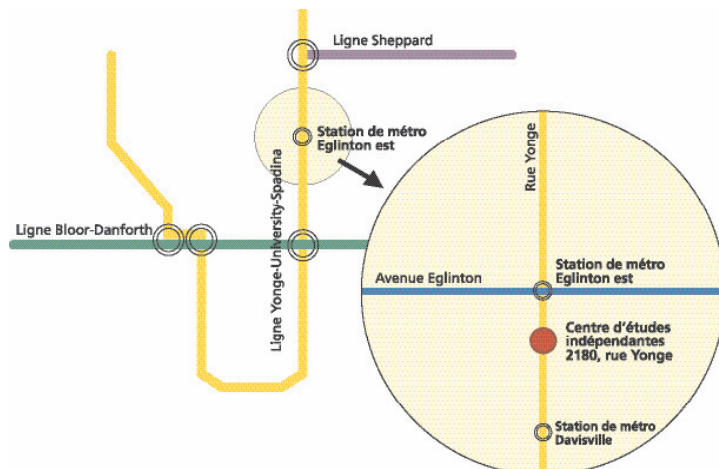 Ligne Sheppard
Station de métro
Eglinton est
Ligne Bloor-Danforth
Ligne Yonge-University-Spadina
Rue Yonge
Avenue Eglinton
Station de métro
Eglinton est
Centre d'études
indépendantes
2180, rue Yonge
Station de métro
Davisville